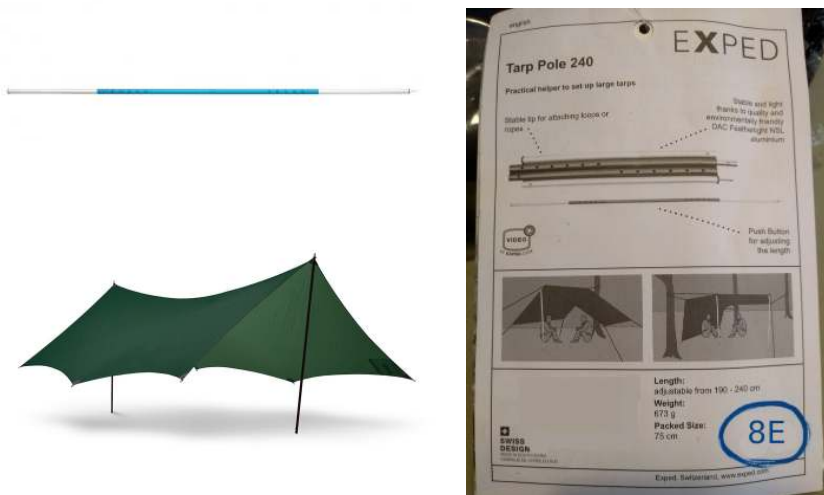 english
EXPED
Tarp Pole 240
Practical helper to set up large tarps
Stable tip for attaching loops or
ropes
Stable and light
thanks to quality and
environmentally friendly
DAC Featherlight NSL
aluminium
VIDEO
Push Button
for adjusting
the length
Length:
adjustable from 190 - 240 cm
Weight:
673 g
Packed Size:
75 cm
8E
SWISS
DESIGN
Exped, Switzerland, www.exped.com